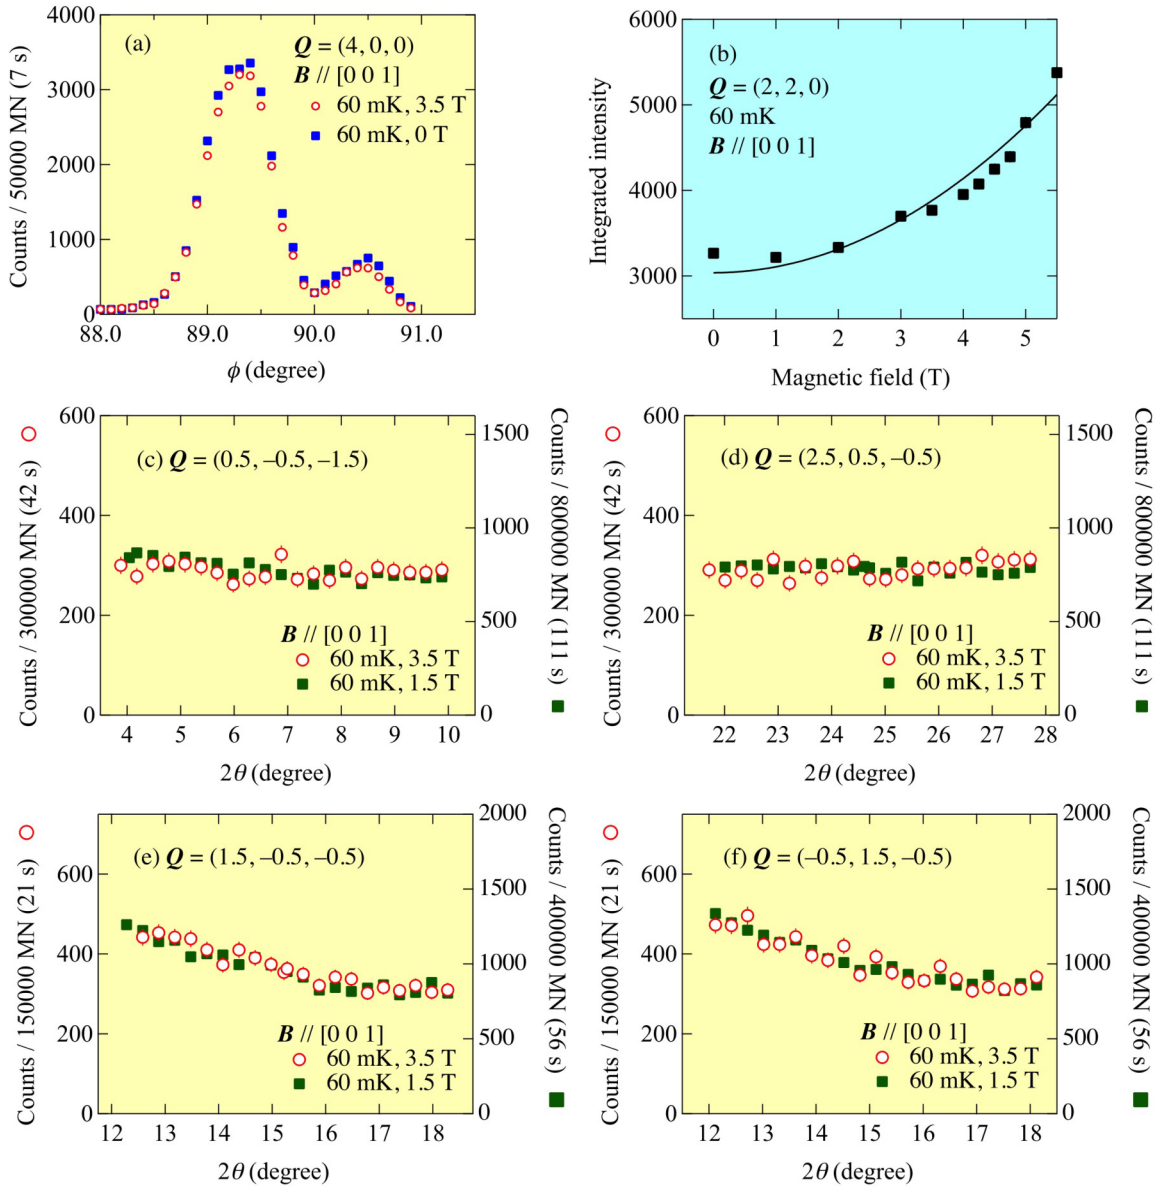 (a)
Q = (4, 0, 0)
B // [0 0 1]
60 mK, 3.5 T
60 mK, 0 T
Counts / 50000 MN (7 s)
4000
3000
2000
1000
0
88.0 89.0 90.0 91.0
ϕ (degree)
(b)
Q = (2, 2, 0)
60 mK
B // [0 0 1]
Integrated intensity
6000
5000
4000
3000
0 1 2 3 4 5
Magnetic field (T)
(c) Q = (0.5, –0.5, –1.5)
B // [0 0 1]
60 mK, 3.5 T
60 mK, 1.5 T
Counts / 300000 MN (42 s)
600
400
200
0
Counts / 800000 MN (111 s)
1500
1000
500
0
4 5 6 7 8 9 10
2θ (degree)
(d) Q = (2.5, 0.5, –0.5)
B // [0 0 1]
60 mK, 3.5 T
60 mK, 1.5 T
Counts / 300000 MN (42 s)
600
400
200
0
Counts / 800000 MN (111 s)
1500
1000
500
0
22 23 24 25 26 27 28
2θ (degree)
(e) Q = (1.5, –0.5, –0.5)
B // [0 0 1]
60 mK, 3.5 T
60 mK, 1.5 T
Counts / 150000 MN (21 s)
600
400
200
0
Counts / 400000 MN (56 s)
2000
1500
1000
500
0
12 13 14 15 16 17 18
2θ (degree)
(f) Q = (–0.5, 1.5, –0.5)
B // [0 0 1]
60 mK, 3.5 T
60 mK, 1.5 T
Counts / 150000 MN (21 s)
600
400
200
0
Counts / 400000 MN (56 s)
2000
1500
1000
500
0
12 13 14 15 16 17 18
2θ (degree)